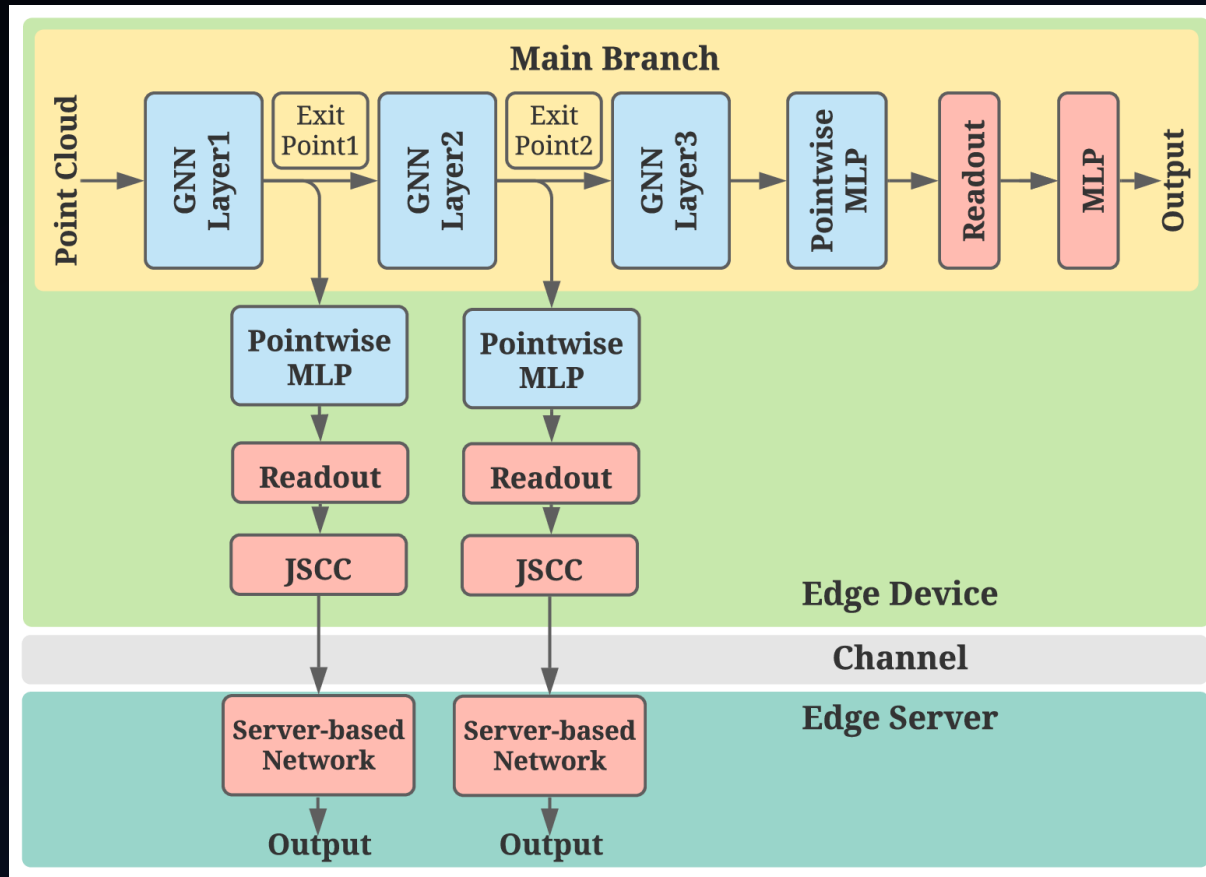 Main Branch
Point Cloud
GNN
Layer1
Exit
Point1
GNN
Layer2
Exit
Point2
GNN
Layer3
Pointwise
MLP
Readout
MLP
Output
Pointwise
MLP
Pointwise
MLP
Readout
Readout
JSCC
JSCC
Edge Device
Channel
Edge Server
Server-based
Network
Server-based
Network
Output
Output